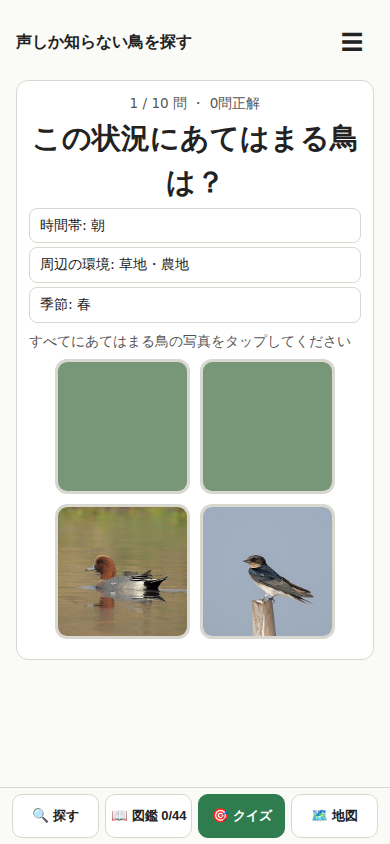 声しか知らない鳥を探す
☰
1 / 10 問 ・ 0問正解
この状況にあてはまる鳥
は？
時間帯: 朝
周辺の環境: 草地・農地
季節: 春
すべてにあてはまる鳥の写真をタップしてください
🔍 探す
📖 図鑑 0/44
🎯 クイズ
🗺️ 地図